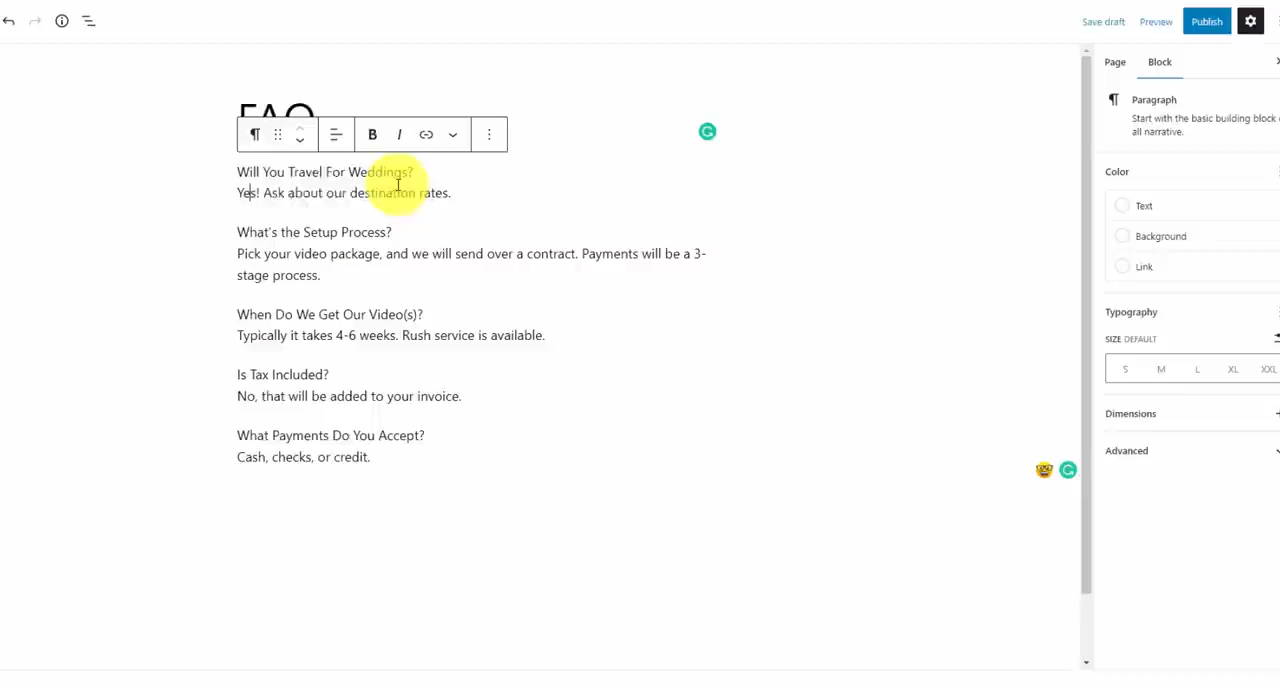 Save draft
Preview
Publish
Page
Block
FAQ
B
I
Paragraph
Start with the basic building block
all narrative.
Will You Travel For Weddings?
Yes! Ask about our destination rates.
What's the Setup Process?
Pick your video package, and we will send over a contract. Payments will be a 3-
stage process.
When Do We Get Our Video(s)?
Typically it takes 4-6 weeks. Rush service is available.
Is Tax Included?
No, that will be added to your invoice.
What Payments Do You Accept?
Cash, checks, or credit.
Color
Text
Background
Link
Typography
SIZE DEFAULT
S M L XL XXL
Dimensions
Advanced